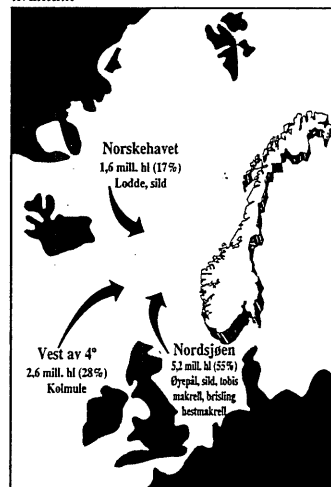 Norskehavet
1,6 mill. hl (17%)
Lodde, sild
Vest av 4°
2,6 mill. hl (28%)
Kolmule
Nordsjøen
5,2 mill. hl (55%)
Øyepål, sild, tobis
makrell, brisling
hestmakrell